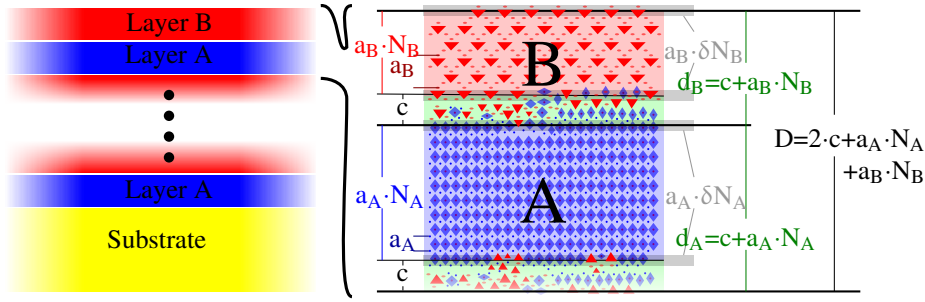 Layer B
Layer A
Layer A
Substrate
a_B·N_B
a_B
c
a_A·N_A
a_A
c
B
A
a_B·δN_B
d_B=c+a_B·N_B
a_A·δN_A
d_A=c+a_A·N_A
D=2·c+a_A·N_A
+a_B·N_B